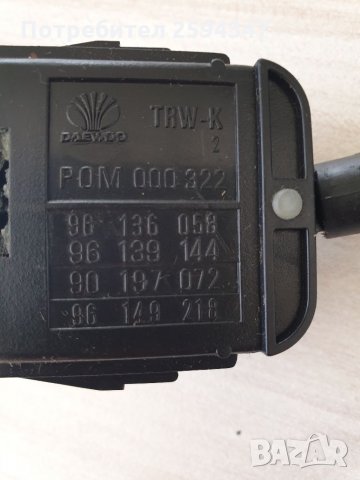 Потребител 2594347
DAEWOO
TRW-K
2
POM 000 322
96 136 058
96 139 144
90 197 072
96 149 218
BAZAR